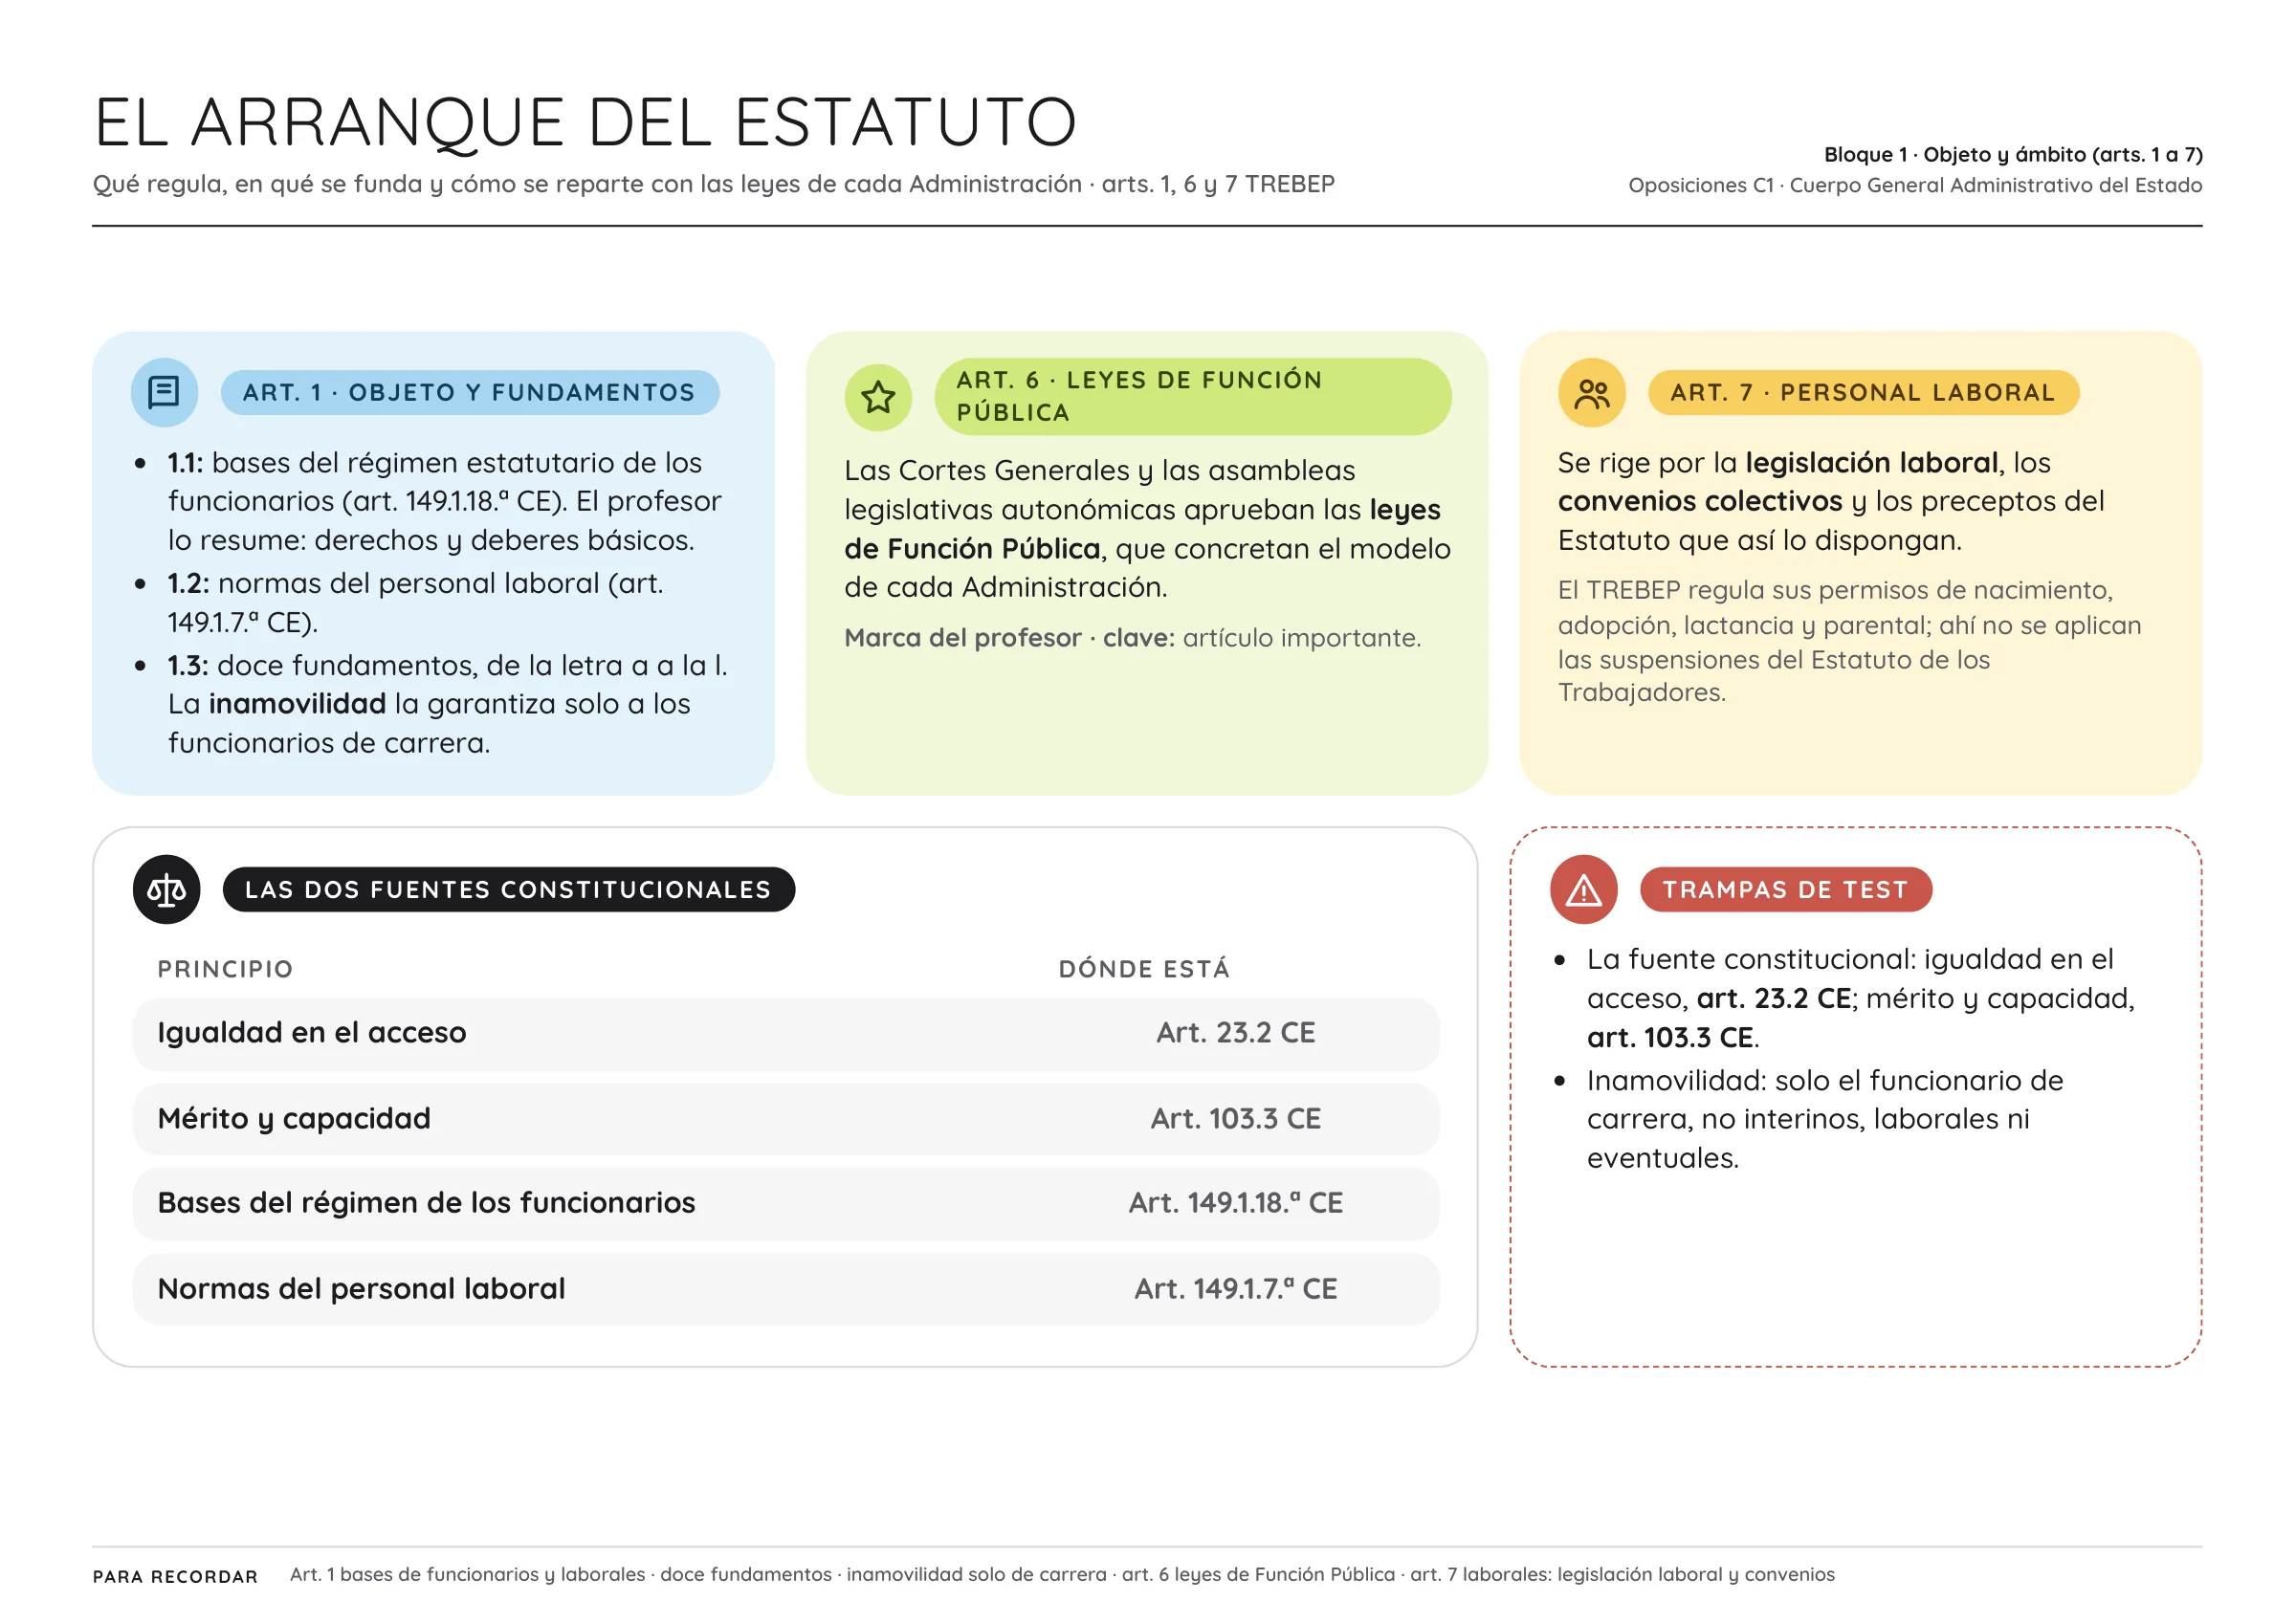 EL ARRANQUE DEL ESTATUTO
Qué regula, en qué se funda y cómo se reparte con las leyes de cada Administración · arts. 1, 6 y 7 TREBEP
Bloque 1 · Objeto y ámbito (arts. 1 a 7)
Oposiciones C1 · Cuerpo General Administrativo del Estado
ART. 1 · OBJETO Y FUNDAMENTOS
• 1.1: bases del régimen estatutario de los
funcionarios (art. 149.1.18.ª CE). El profesor
lo resume: derechos y deberes básicos.
• 1.2: normas del personal laboral (art.
149.1.7.ª CE).
• 1.3: doce fundamentos, de la letra a a la l.
La inamovilidad la garantiza solo a los
funcionarios de carrera.
ART. 6 · LEYES DE FUNCIÓN
PÚBLICA
Las Cortes Generales y las asambleas
legislativas autonómicas aprueban las leyes
de Función Pública, que concretan el modelo
de cada Administración.
Marca del profesor · clave: artículo importante.
ART. 7 · PERSONAL LABORAL
Se rige por la legislación laboral, los
convenios colectivos y los preceptos del
Estatuto que así lo dispongan.
El TREBEP regula sus permisos de nacimiento,
adopción, lactancia y parental; ahí no se aplican
las suspensiones del Estatuto de los
Trabajadores.
LAS DOS FUENTES CONSTITUCIONALES
PRINCIPIO DÓNDE ESTÁ
Igualdad en el acceso Art. 23.2 CE
Mérito y capacidad Art. 103.3 CE
Bases del régimen de los funcionarios Art. 149.1.18.ª CE
Normas del personal laboral Art. 149.1.7.ª CE
TRAMPAS DE TEST
• La fuente constitucional: igualdad en el
acceso, art. 23.2 CE; mérito y capacidad,
art. 103.3 CE.
• Inamovilidad: solo el funcionario de
carrera, no interinos, laborales ni
eventuales.
PARA RECORDAR Art. 1 bases de funcionarios y laborales · doce fundamentos · inamovilidad solo de carrera · art. 6 leyes de Función Pública · art. 7 laborales: legislación laboral y convenios